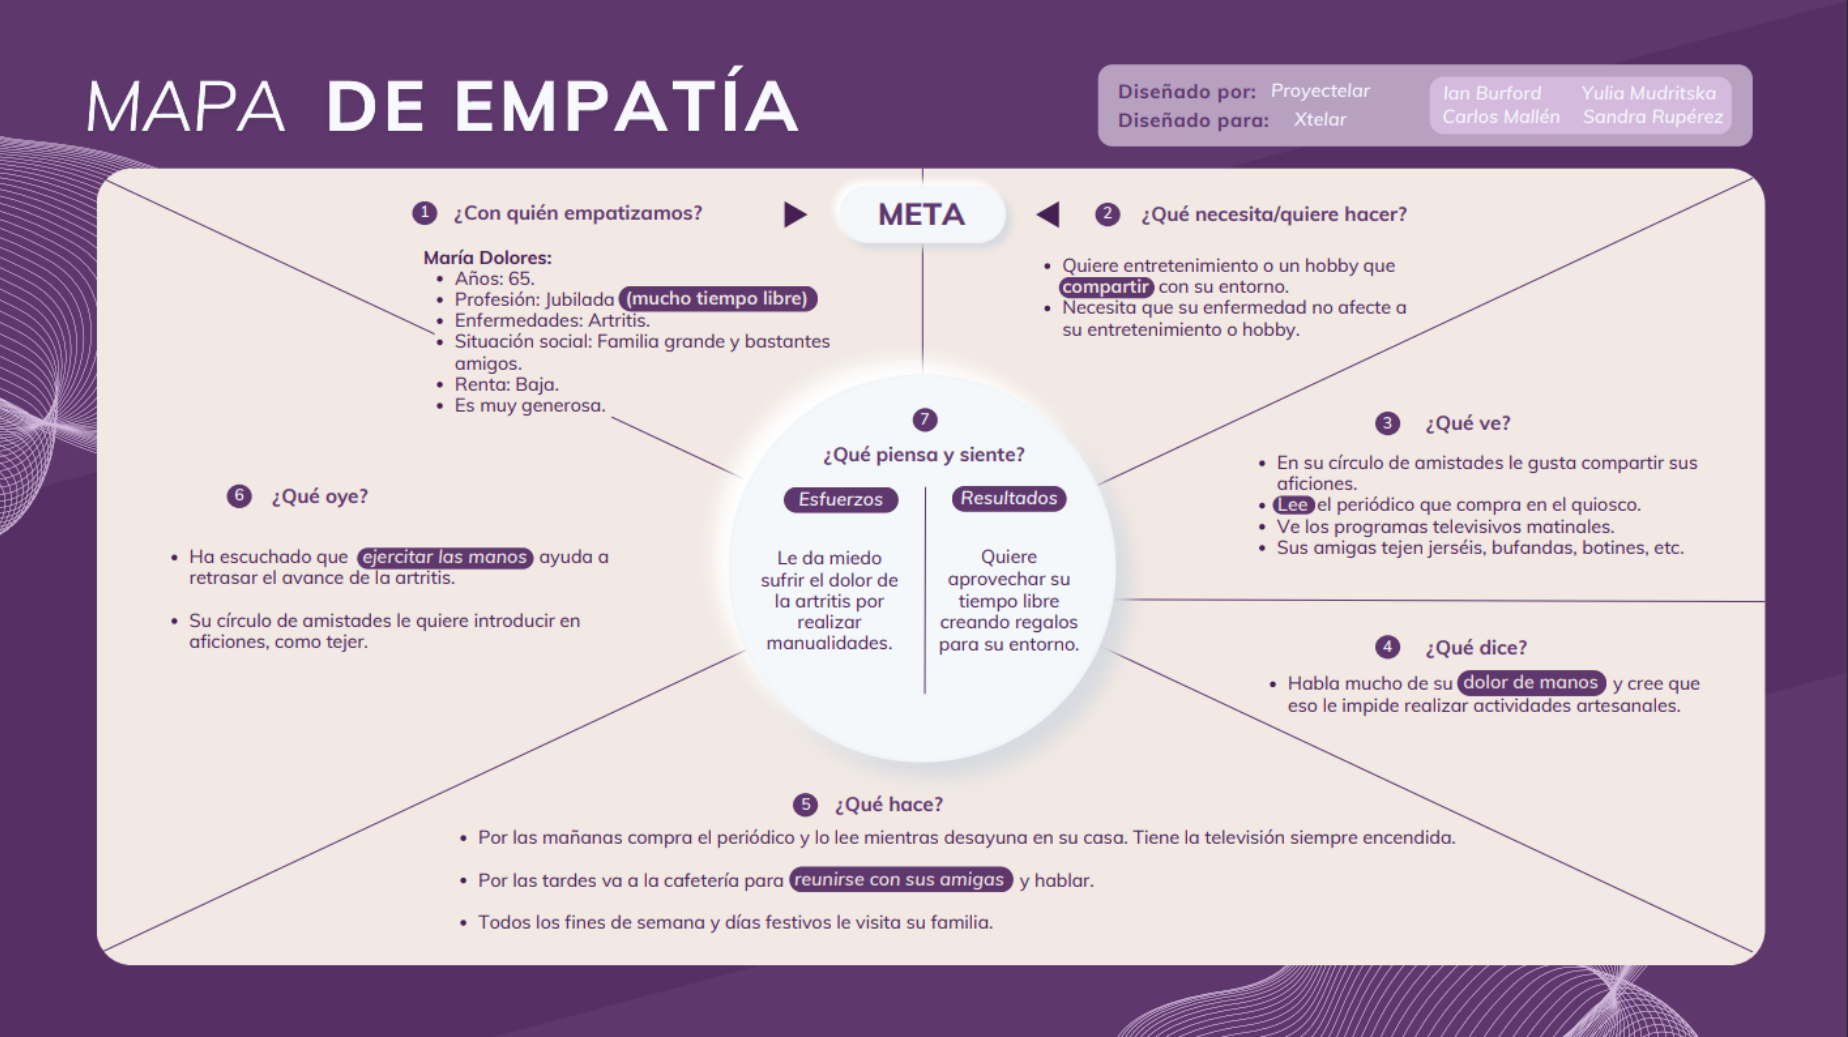 MAPA DE EMPATÍA
Diseñado por: Proyectelar
Diseñado para: Xtelar
Ian Burford Yulia Mudritska
Carlos Mallén Sandra Rupérez
META
1 ¿Con quién empatizamos?
María Dolores:
• Años: 65.
• Profesión: Jubilada (mucho tiempo libre)
• Enfermedades: Artritis.
• Situación social: Familia grande y bastantes
amigos.
• Renta: Baja.
• Es muy generosa.
2 ¿Qué necesita/quiere hacer?
• Quiere entretenimiento o un hobby que
compartir con su entorno.
• Necesita que su enfermedad no afecte a
su entretenimiento o hobby.
3 ¿Qué ve?
• En su círculo de amistades le gusta compartir sus
aficiones.
• Lee el periódico que compra en el quiosco.
• Ve los programas televisivos matinales.
• Sus amigas tejen jerséis, bufandas, botines, etc.
4 ¿Qué dice?
• Habla mucho de su dolor de manos y cree que
eso le impide realizar actividades artesanales.
5 ¿Qué hace?
• Por las mañanas compra el periódico y lo lee mientras desayuna en su casa. Tiene la televisión siempre encendida.
• Por las tardes va a la cafetería para reunirse con sus amigas y hablar.
• Todos los fines de semana y días festivos le visita su familia.
6 ¿Qué oye?
• Ha escuchado que ejercitar las manos ayuda a
retrasar el avance de la artritis.
• Su círculo de amistades le quiere introducir en
aficiones, como tejer.
7
¿Qué piensa y siente?
Esfuerzos
Le da miedo
sufrir el dolor de
la artritis por
realizar
manualidades.
Resultados
Quiere
aprovechar su
tiempo libre
creando regalos
para su entorno.